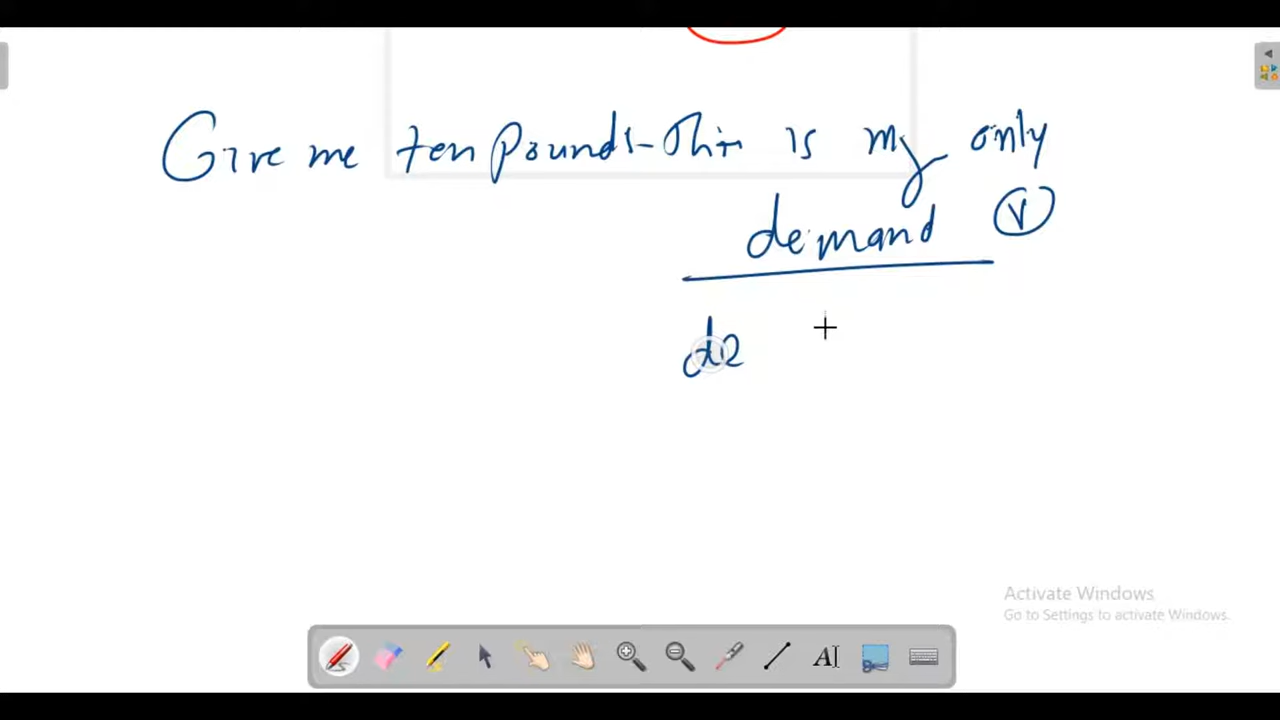 Give me ten pounds-This is my only
demand V
de
Activate Windows
Go to Settings to activate Windows.